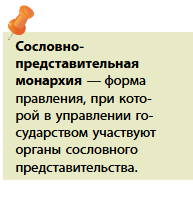 Сословно-
представительная
монархия — форма
правления, при кото-
рой в управлении го-
сударством участвуют
органы сословного
представительства.